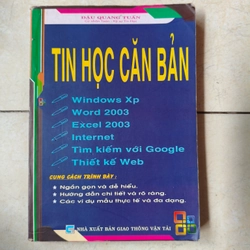 ĐẬU QUANG TUẤN
TIN HỌC CĂN BẢN
Windows Xp
Word 2003
Excel 2003
Internet
Tìm kiếm với Google
Thiết kế Web
CÙNG CÁCH TRÌNH BÀY :
Ngắn gọn và dễ hiểu.
Hướng dẫn chi tiết và rõ ràng.
Các ví dụ mẫu thực tế và đa dạng.
NHÀ XUẤT BẢN GIAO THÔNG VẬN TẢI